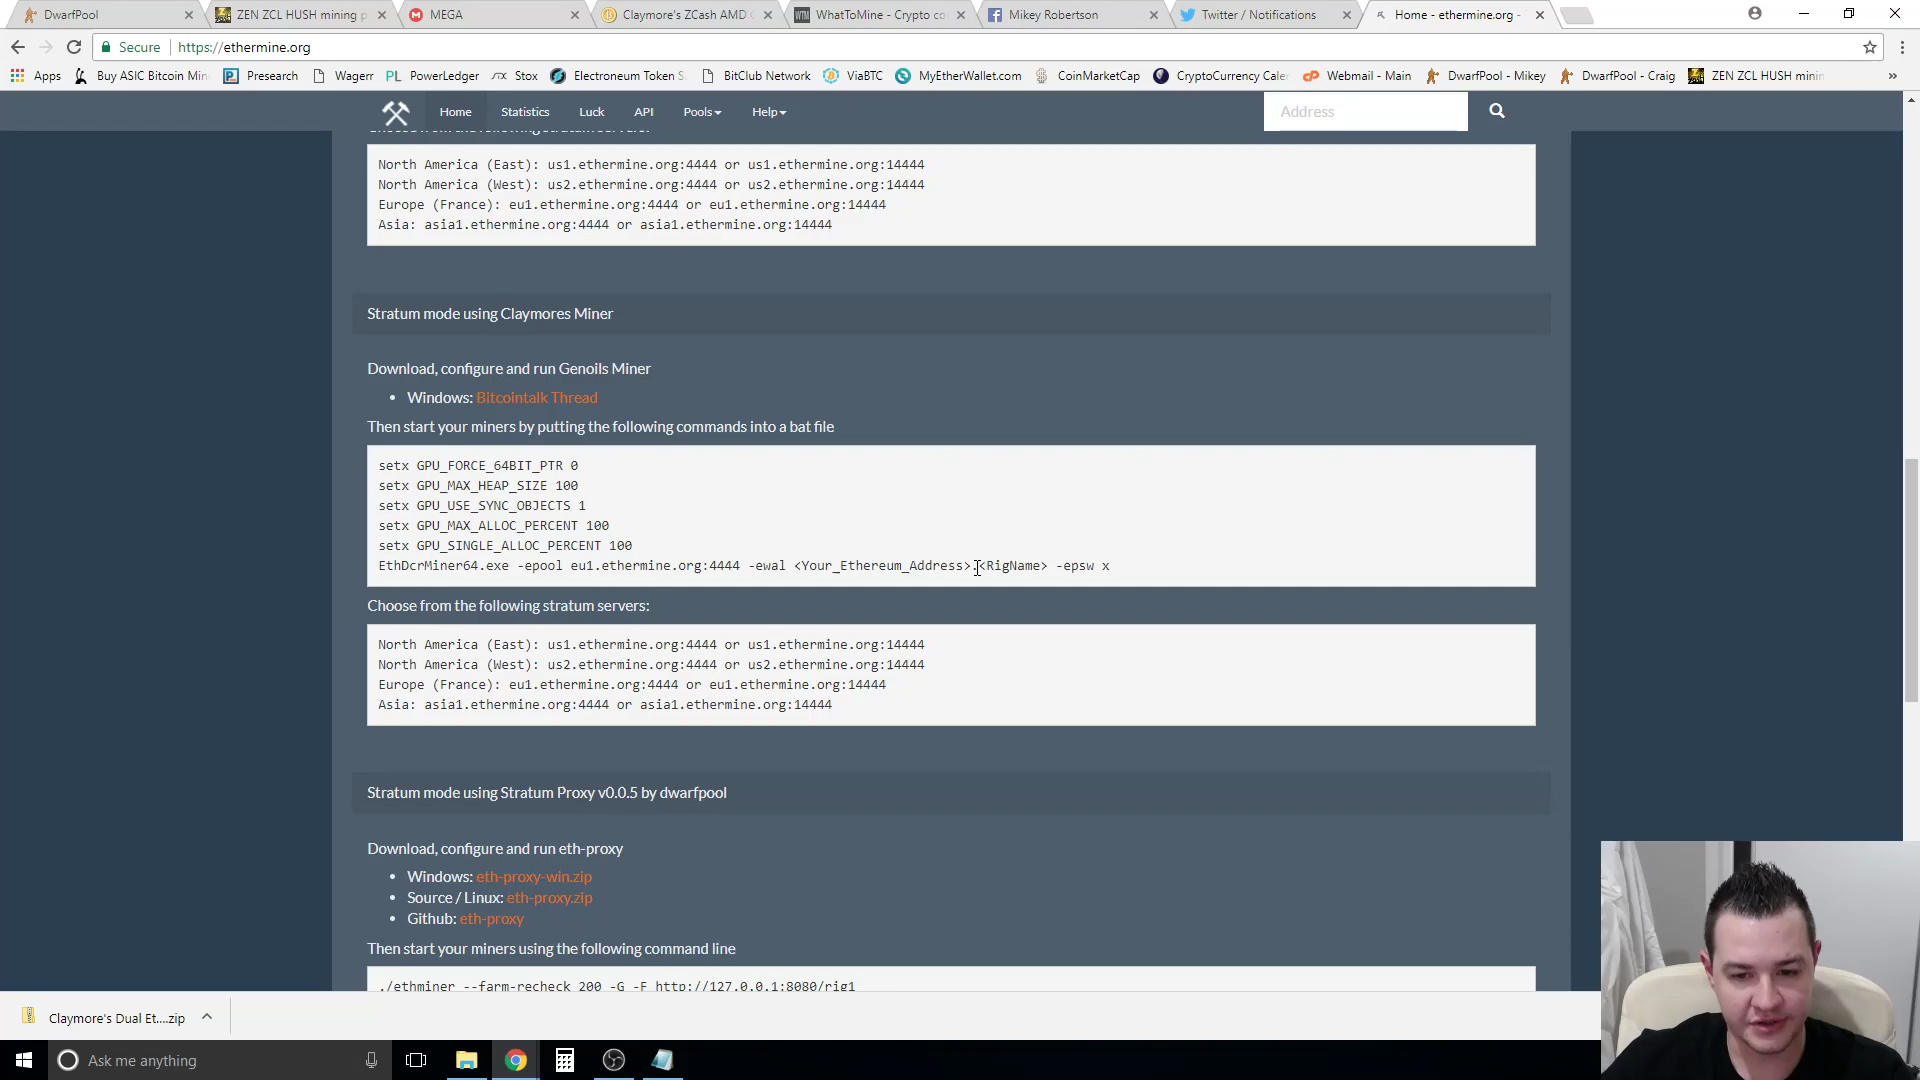 DwarfPool
ZEN ZCL HUSH mining p
MEGA
Claymore's ZCash AMD G
WhatToMine - Crypto co
Mikey Robertson
Twitter / Notifications
Home - ethermine.org -
Secure
https://ethermine.org
Apps
Buy ASIC Bitcoin Min
Presearch
Wagerr
PL PowerLedger
Stox
Electroneum Token S
BitClub Network
ViaBTC
MyEtherWallet.com
CoinMarketCap
CryptoCurrency Cale
Webmail - Main
DwarfPool - Mikey
DwarfPool - Craig
ZEN ZCL HUSH minin
»
Home
Statistics
Luck
API
Pools
Help
Address
North America (East): us1.ethermine.org:4444 or us1.ethermine.org:14444
North America (West): us2.ethermine.org:4444 or us2.ethermine.org:14444
Europe (France): eu1.ethermine.org:4444 or eu1.ethermine.org:14444
Asia: asia1.ethermine.org:4444 or asia1.ethermine.org:14444
Stratum mode using Claymores Miner
Download, configure and run Genoils Miner
• Windows: Bitcointalk Thread
Then start your miners by putting the following commands into a bat file
setx GPU_FORCE_64BIT_PTR 0
setx GPU_MAX_HEAP_SIZE 100
setx GPU_USE_SYNC_OBJECTS 1
setx GPU_MAX_ALLOC_PERCENT 100
setx GPU_SINGLE_ALLOC_PERCENT 100
EthDcrMiner64.exe -epool eu1.ethermine.org:4444 -ewal <Your_Ethereum_Address>.<RigName> -epsw x
Choose from the following stratum servers:
North America (East): us1.ethermine.org:4444 or us1.ethermine.org:14444
North America (West): us2.ethermine.org:4444 or us2.ethermine.org:14444
Europe (France): eu1.ethermine.org:4444 or eu1.ethermine.org:14444
Asia: asia1.ethermine.org:4444 or asia1.ethermine.org:14444
Stratum mode using Stratum Proxy v0.0.5 by dwarfpool
Download, configure and run eth-proxy
• Windows: eth-proxy-win.zip
• Source / Linux: eth-proxy.zip
• Github: eth-proxy
Then start your miners using the following command line
./ethminer --farm-recheck 200 -G -F http://127.0.0.1:8080/rig1
Claymore's Dual Et....zip
Ask me anything